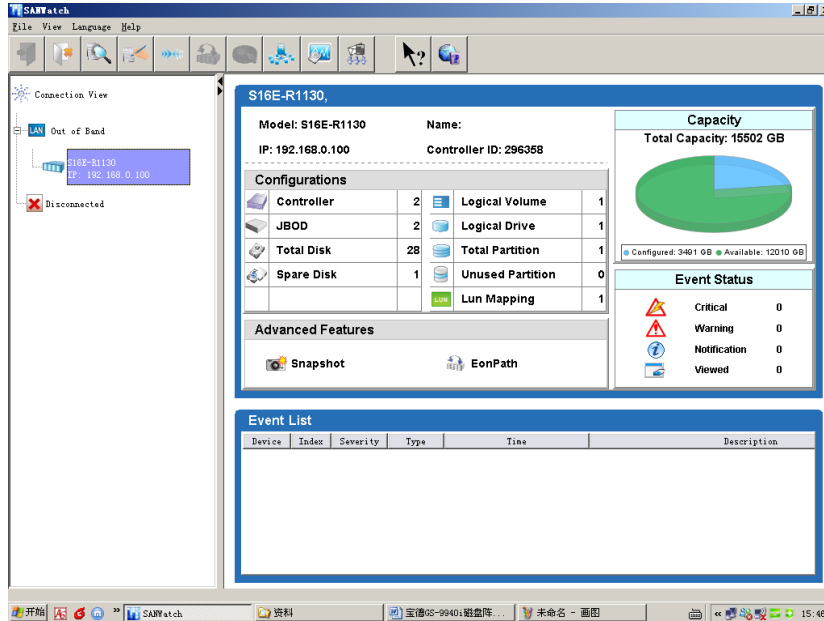 SANWatch
File View Language Help
Connection View
LAN Out of Band
S16E-R1130
IP: 192.168.0.100
Disconnected
S16E-R1130,
Model: S16E-R1130 Name:
IP: 192.168.0.100 Controller ID: 296358
Configurations
Controller 2 Logical Volume 1
JBOD 2 Logical Drive 1
Total Disk 28 Total Partition 1
Spare Disk 1 Unused Partition 0
LUN Lun Mapping 1
Advanced Features
Snapshot EonPath
Capacity
Total Capacity: 15502 GB
Configured: 3491 GB Available: 12010 GB
Event Status
Critical 0
Warning 0
Notification 0
Viewed 0
Event List
Device Index Severity Type Time Description
开始 SANWatch 资料 宝德GS-9940i磁盘阵... 未命名 - 画图 15:46